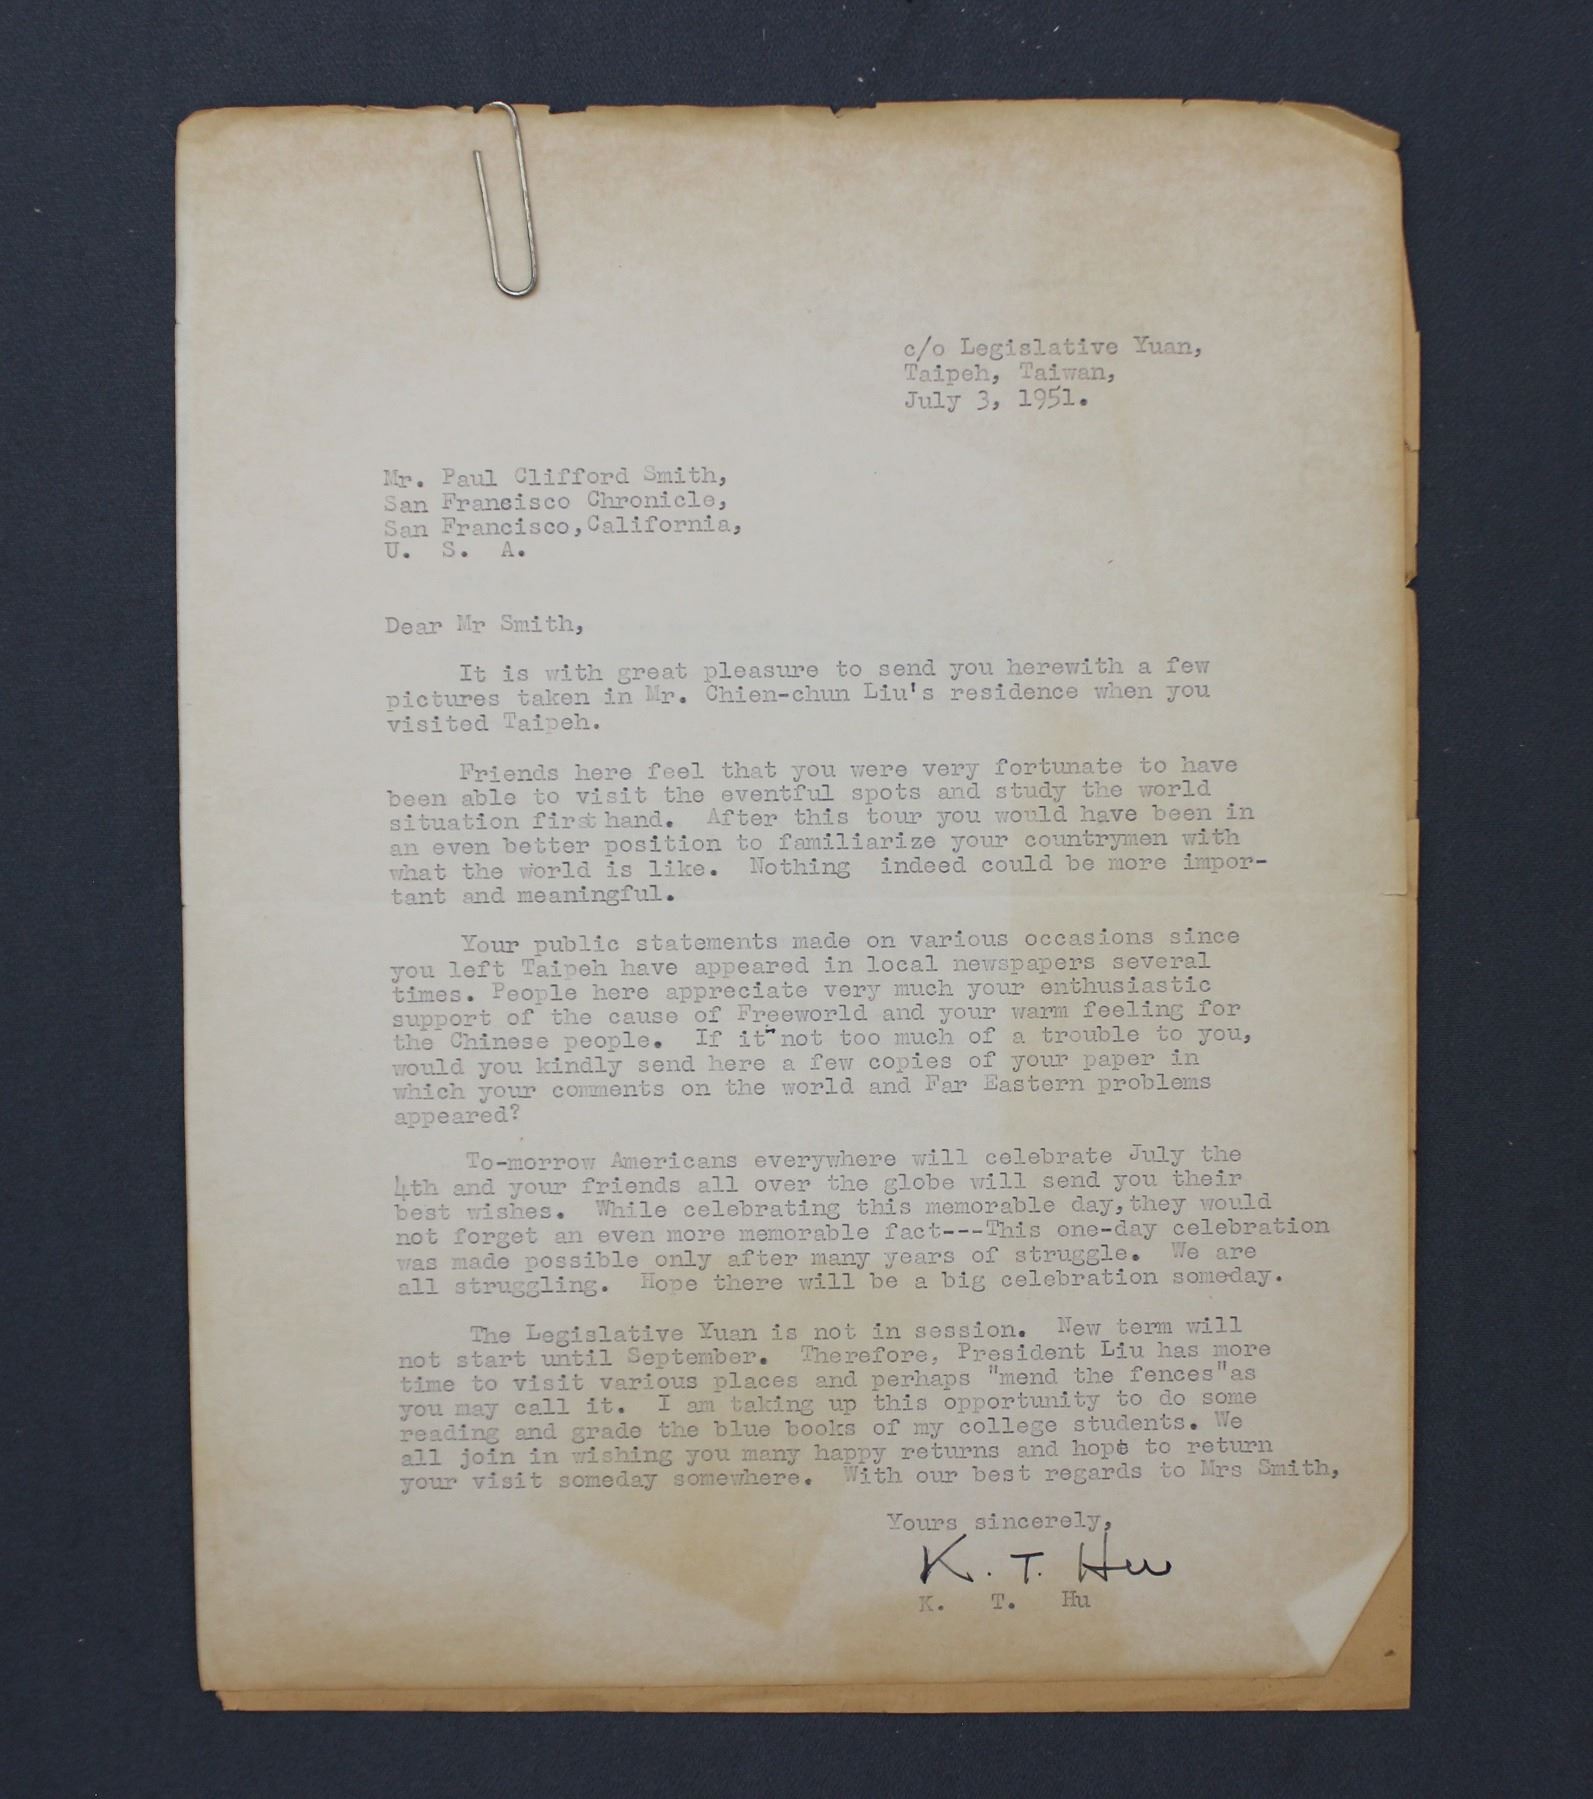 c/o Legislative Yuan,
Taipeh, Taiwan,
July 3, 1951.
Mr. Paul Clifford Smith,
San Francisco Chronicle,
San Francisco,California,
U. S. A.
Dear Mr Smith,
It is with great pleasure to send you herewith a few
pictures taken in Mr. Chien-chun Liu's residence when you
visited Taipeh.
Friends here feel that you were very fortunate to have
been able to visit the eventful spots and study the world
situation first hand. After this tour you would have been in
an even better position to familiarize your countrymen with
what the world is like. Nothing indeed could be more impor-
tant and meaningful.
Your public statements made on various occasions since
you left Taipeh have appeared in local newspapers several
times. People here appreciate very much your enthusiastic
support of the cause of Freeworld and your warm feeling for
the Chinese people. If it not too much of a trouble to you,
would you kindly send here a few copies of your paper in
which your comments on the world and Far Eastern problems
appeared?
To-morrow Americans everywhere will celebrate July the
4th and your friends all over the globe will send you their
best wishes. While celebrating this memorable day,they would
not forget an even more memorable fact---This one-day celebration
was made possible only after many years of struggle. We are
all struggling. Hope there will be a big celebration someday.
The Legislative Yuan is not in session. New term will
not start until September. Therefore, President Liu has more
time to visit various places and perhaps "mend the fences"as
you may call it. I am taking up this opportunity to do some
reading and grade the blue books of my college students. We
all join in wishing you many happy returns and hope to return
your visit someday somewhere. With our best regards to Mrs Smith,
Yours sincerely,
K. T. Hu
K. T. Hu